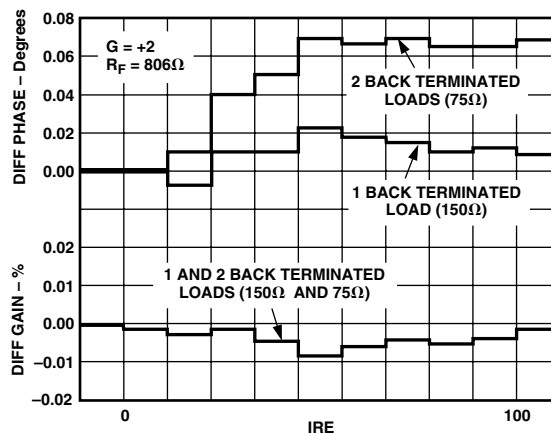 DIFF PHASE – Degrees
0.08
0.06
0.04
0.02
0.00
G = +2
R_F = 806Ω
2 BACK TERMINATED
LOADS (75Ω)
1 BACK TERMINATED
LOAD (150Ω)
DIFF GAIN – %
0.02
0.01
0.00
–0.01
–0.02
1 AND 2 BACK TERMINATED
LOADS (150Ω AND 75Ω)
0
100
IRE